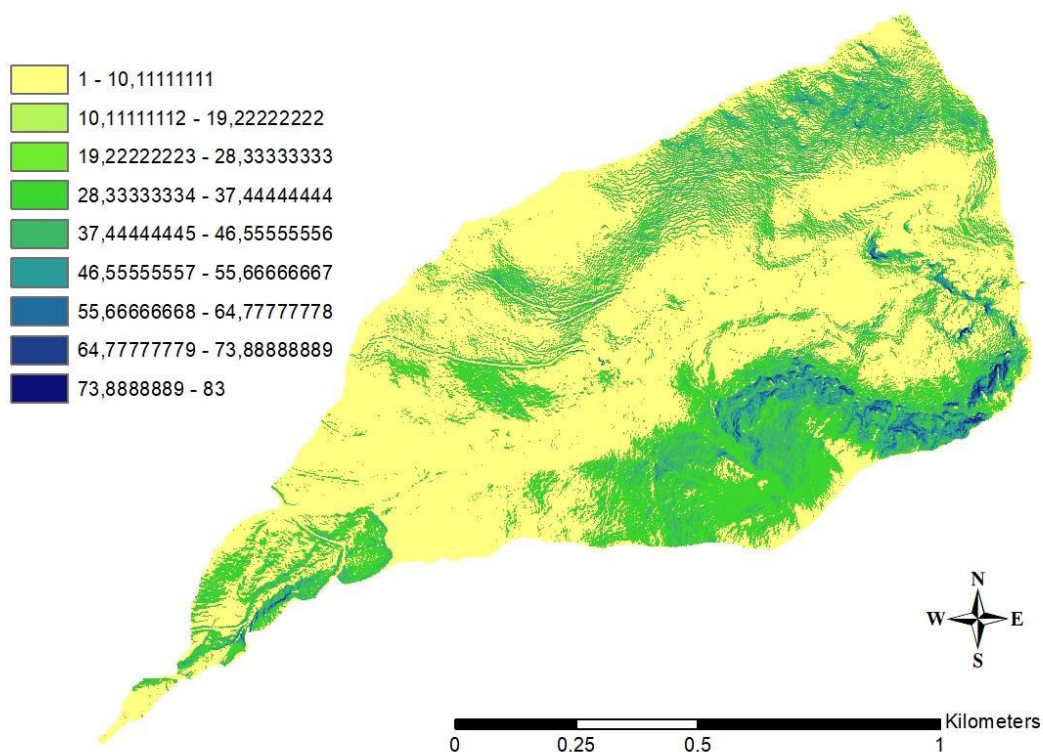 1 - 10,11111111
10,11111112 - 19,22222222
19,22222223 - 28,33333333
28,33333334 - 37,44444444
37,44444445 - 46,55555556
46,55555557 - 55,66666667
55,66666668 - 64,77777778
64,77777779 - 73,88888889
73,8888889 - 83
N
W E
S
Kilometers
0 0.25 0.5 1